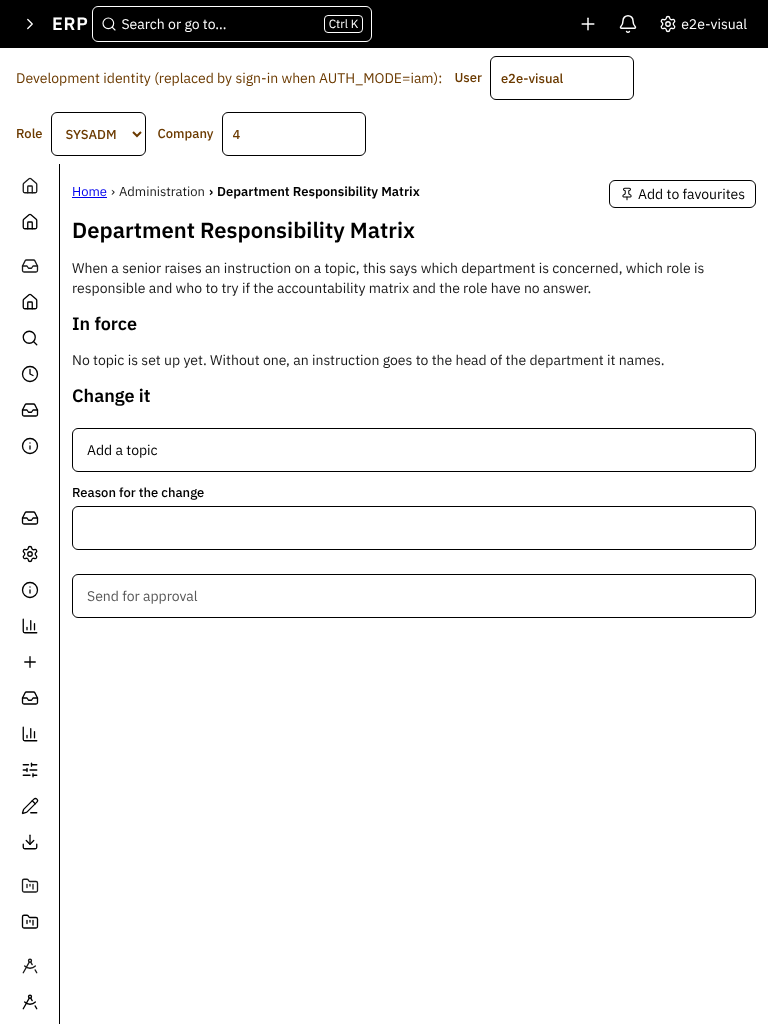 ERP
Search or go to...
Ctrl K
e2e-visual
Development identity (replaced by sign-in when AUTH_MODE=iam):
User
e2e-visual
Role
SYSADM
Company
4
Home › Administration › Department Responsibility Matrix
Add to favourites
Department Responsibility Matrix
When a senior raises an instruction on a topic, this says which department is concerned, which role is
responsible and who to try if the accountability matrix and the role have no answer.
In force
No topic is set up yet. Without one, an instruction goes to the head of the department it names.
Change it
Add a topic
Reason for the change
Send for approval